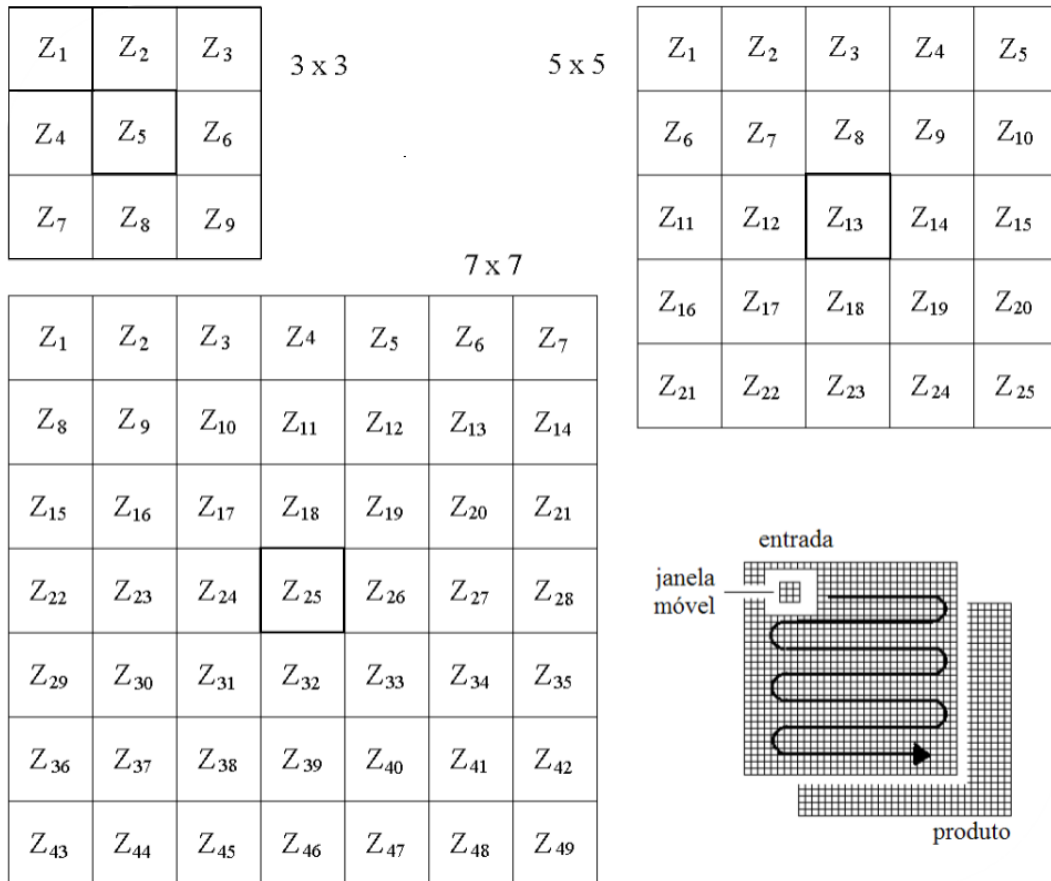 Z1 Z2 Z3
Z4 Z5 Z6
Z7 Z8 Z9
3 x 3
5 x 5
Z1 Z2 Z3 Z4 Z5
Z6 Z7 Z8 Z9 Z10
Z11 Z12 Z13 Z14 Z15
Z16 Z17 Z18 Z19 Z20
Z21 Z22 Z23 Z24 Z25
7 x 7
Z1 Z2 Z3 Z4 Z5 Z6 Z7
Z8 Z9 Z10 Z11 Z12 Z13 Z14
Z15 Z16 Z17 Z18 Z19 Z20 Z21
Z22 Z23 Z24 Z25 Z26 Z27 Z28
Z29 Z30 Z31 Z32 Z33 Z34 Z35
Z36 Z37 Z38 Z39 Z40 Z41 Z42
Z43 Z44 Z45 Z46 Z47 Z48 Z49
entrada
janela
móvel
produto